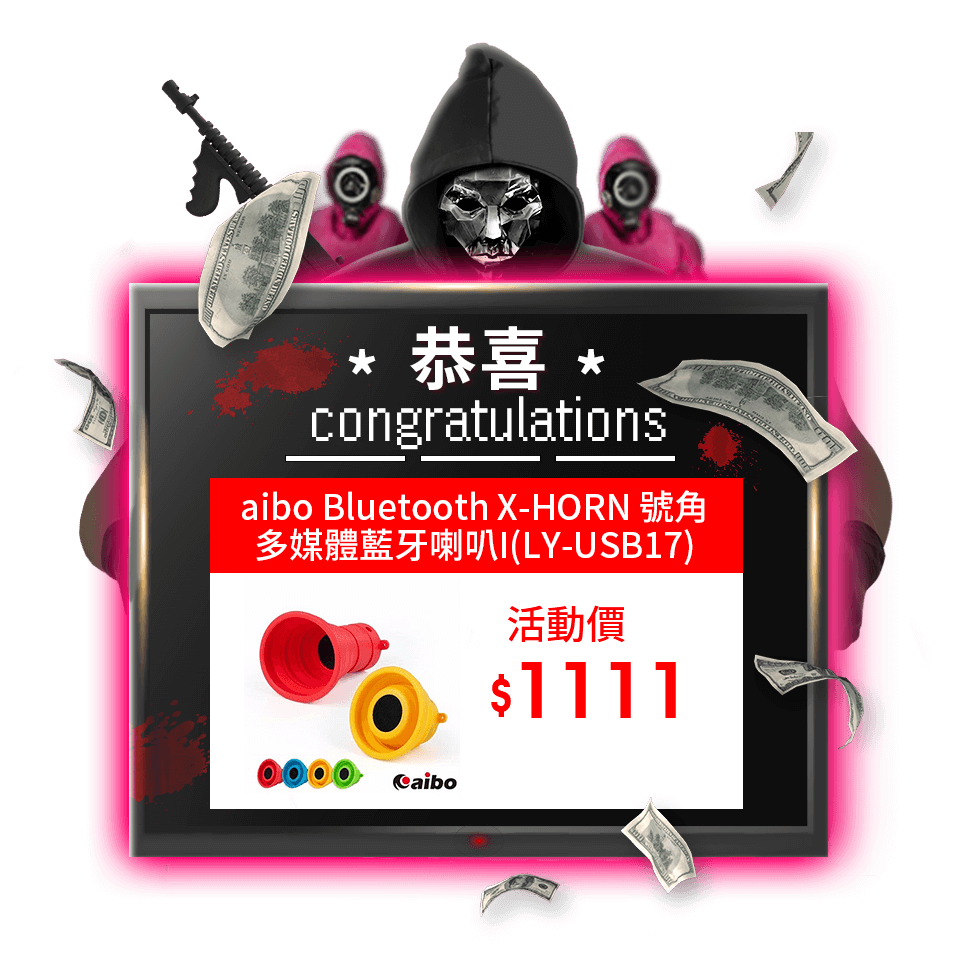 * 恭喜 *
congratulations
aibo Bluetooth X-HORN 號角
多媒體藍牙喇叭I(LY-USB17)
活動價
$1111
aibo